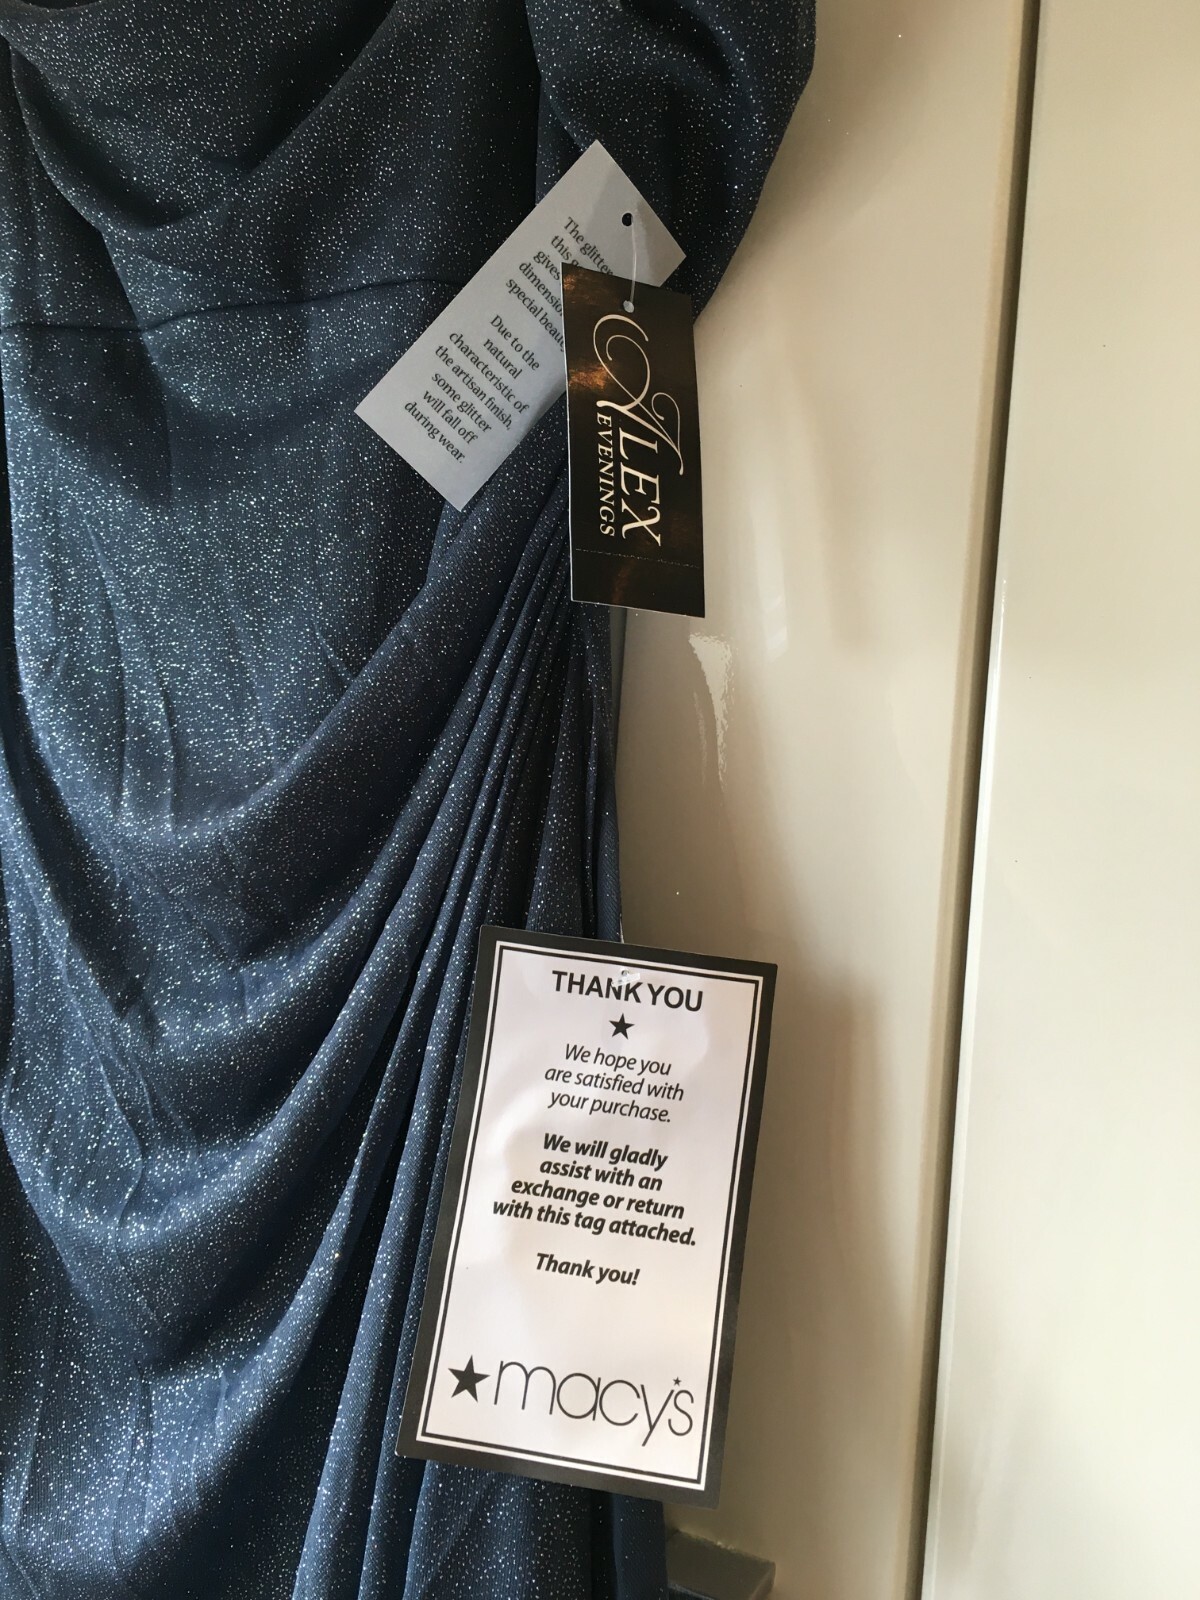 The glitter
this
gives
dimension
special
Due to the
natural
characteristic of
the artisan finish,
some glitter
will fall off
during wear.
ALEX
EVENINGS
THANK YOU
We hope you
are satisfied with
your purchase.
We will gladly
assist with an
exchange or return
with this tag attached.
Thank you!
macy's